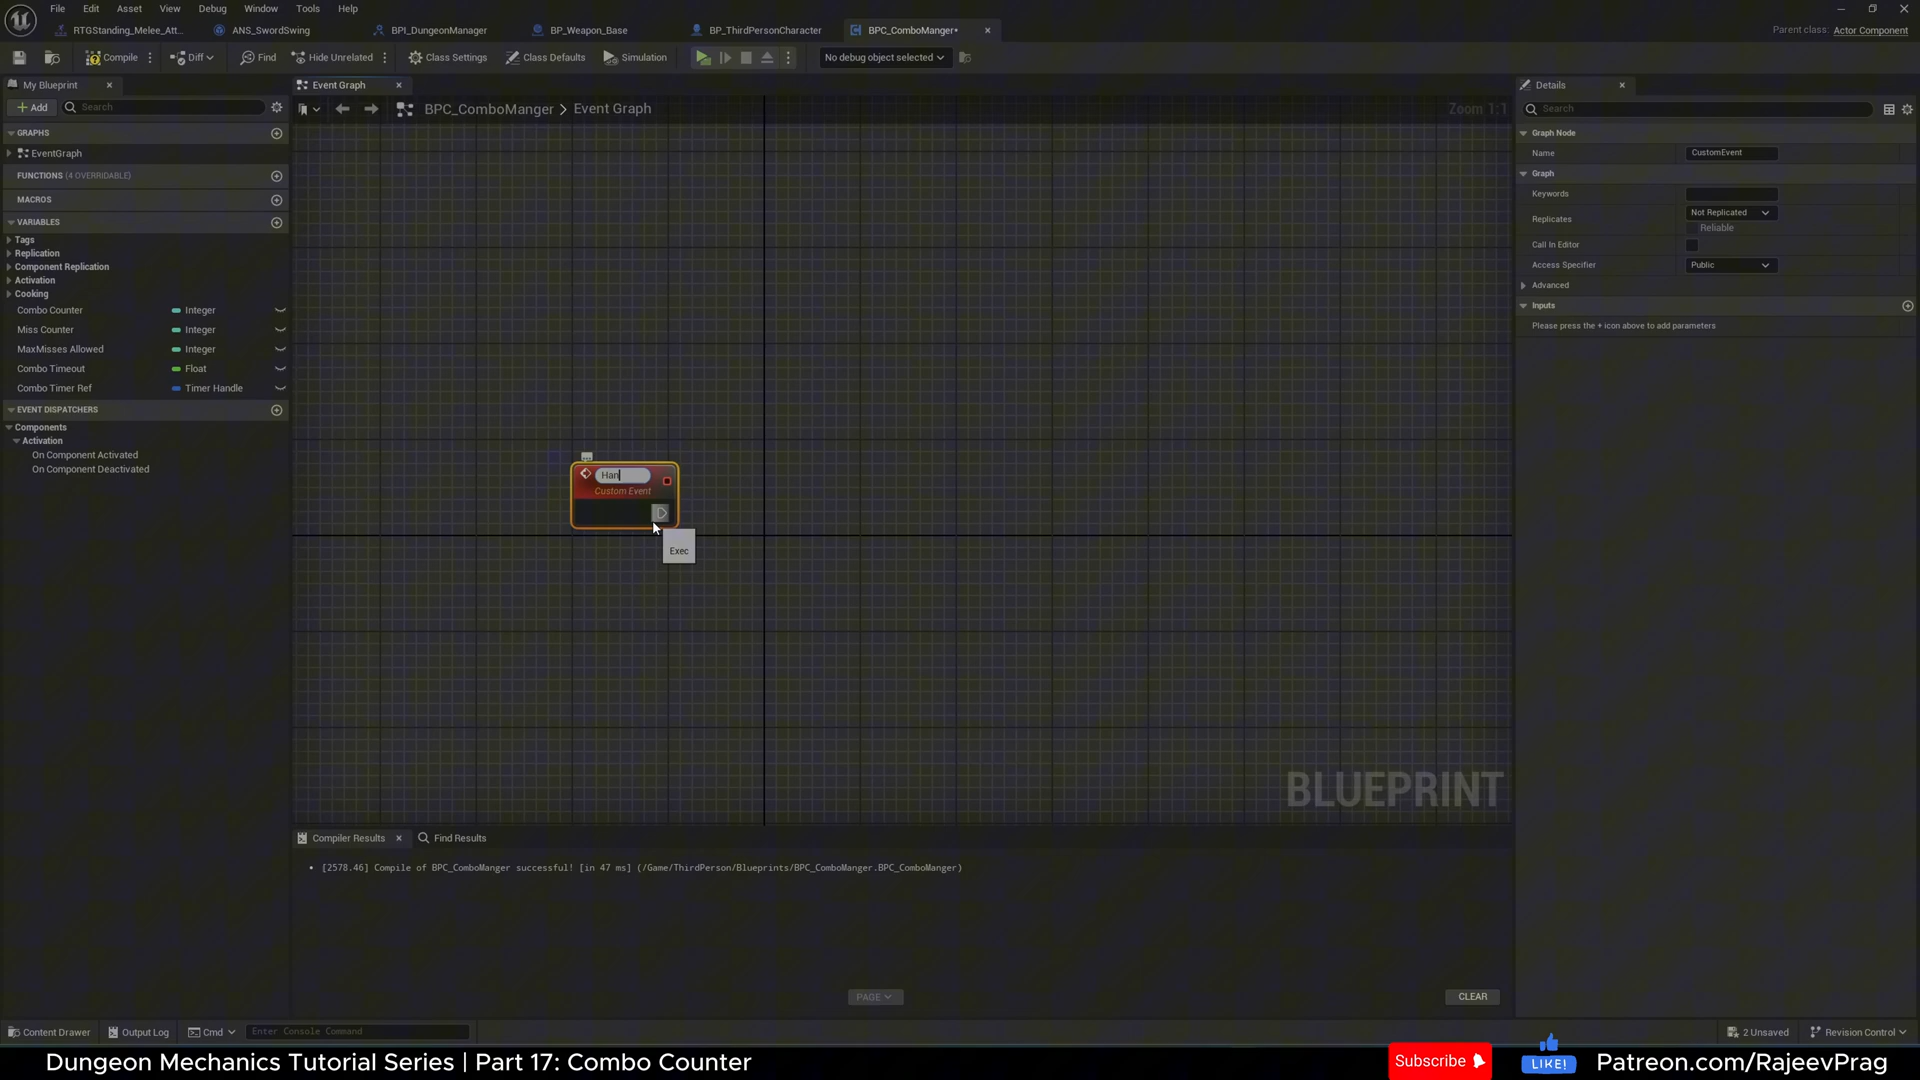 File Edit Asset View Debug Window Tools Help
RTGStanding_Melee_Att... ANS_SwordSwing BPI_DungeonManager BP_Weapon_Base BP_ThirdPersonCharacter BPC_ComboManger•
Parent class: Actor Component
Compile Diff Find Hide Unrelated Class Settings Class Defaults Simulation No debug object selected
My Blueprint
Add Search
GRAPHS
EventGraph
FUNCTIONS (4 OVERRIDABLE)
MACROS
VARIABLES
Tags
Replication
Component Replication
Activation
Cooking
Combo Counter Integer
Miss Counter Integer
MaxMisses Allowed Integer
Combo Timeout Float
Combo Timer Ref Timer Handle
EVENT DISPATCHERS
Components
Activation
On Component Activated
On Component Deactivated
Event Graph
BPC_ComboManger > Event Graph
Zoom 1:1
Han
Custom Event
Exec
BLUEPRINT
Compiler Results Find Results
• [2578.46] Compile of BPC_ComboManger successful! [in 47 ms] (/Game/ThirdPerson/Blueprints/BPC_ComboManger.BPC_ComboManger)
PAGE
CLEAR
Details
Search
Graph Node
Name CustomEvent
Graph
Keywords
Replicates Not Replicated
Reliable
Call In Editor
Access Specifier Public
Advanced
Inputs
Please press the + icon above to add parameters
Content Drawer Output Log Cmd Enter Console Command
2 Unsaved Revision Control
Dungeon Mechanics Tutorial Series | Part 17: Combo Counter
Subscribe LIKE! Patreon.com/RajeevPrag